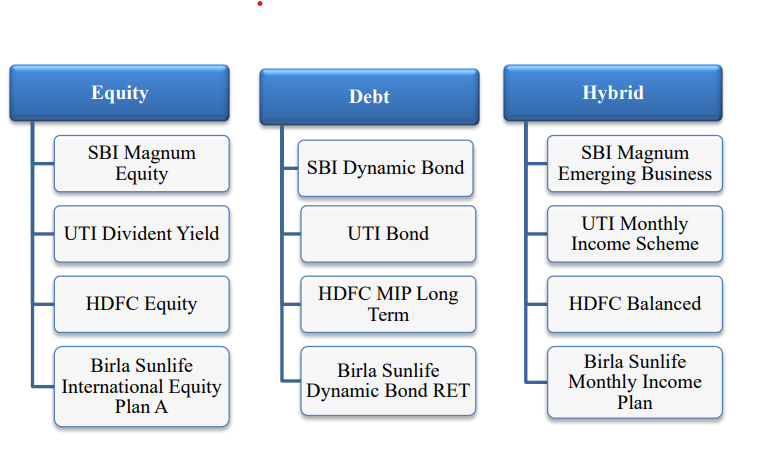 Equity
SBI Magnum
Equity
UTI Divident Yield
HDFC Equity
Birla Sunlife
International Equity
Plan A
Debt
SBI Dynamic Bond
UTI Bond
HDFC MIP Long
Term
Birla Sunlife
Dynamic Bond RET
Hybrid
SBI Magnum
Emerging Business
UTI Monthly
Income Scheme
HDFC Balanced
Birla Sunlife
Monthly Income
Plan